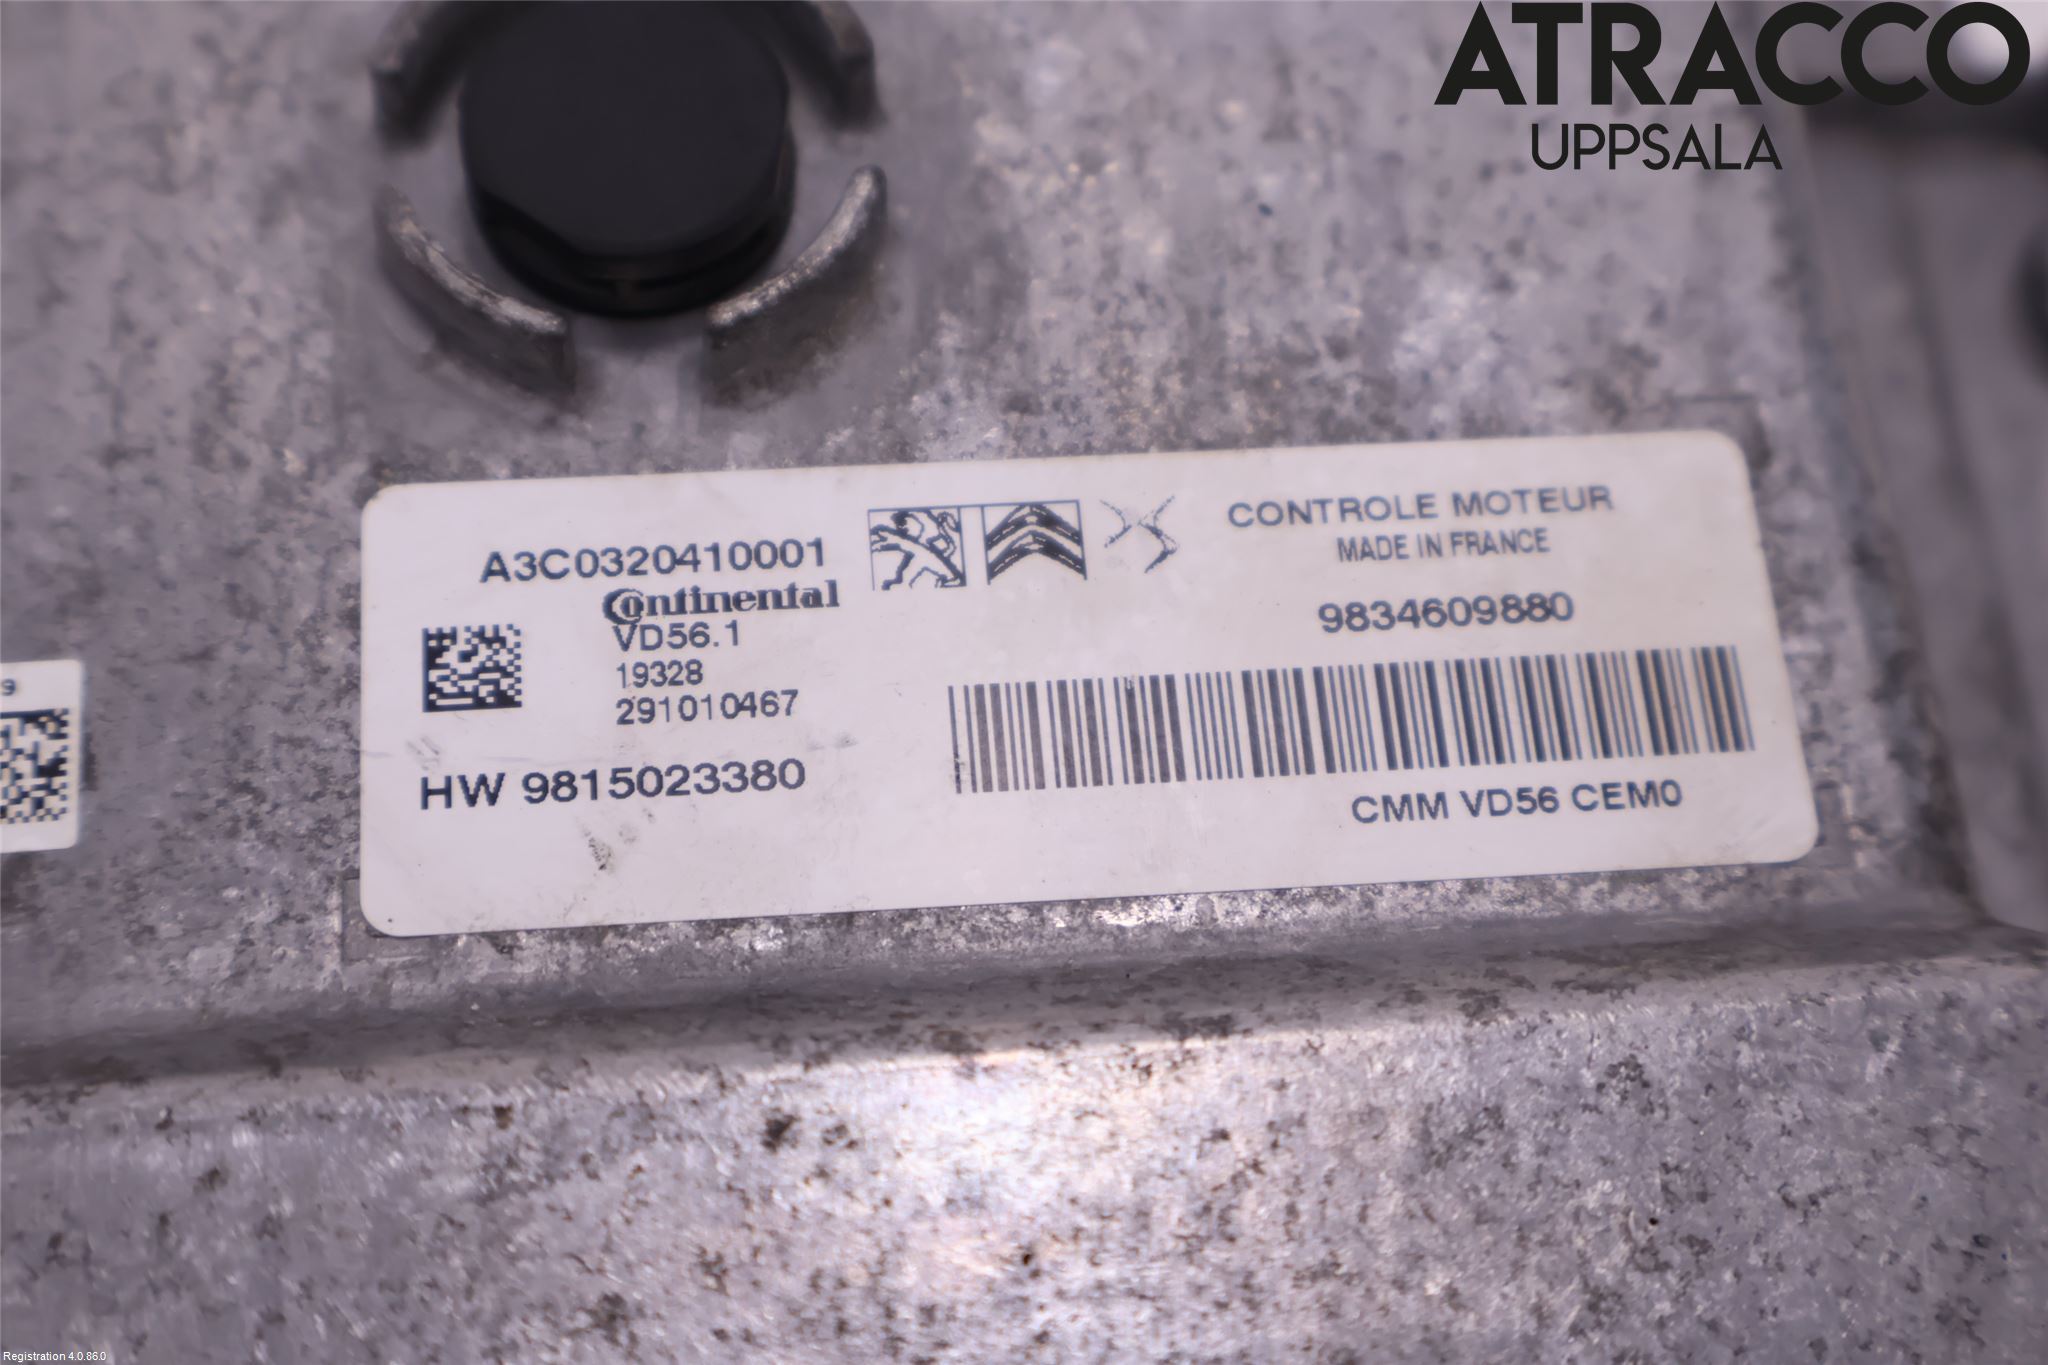 ATRACCO
UPPSALA
A3C0320410001
Continental
VD56.1
19328
291010467
HW 9815023380
CONTROLE MOTEUR
MADE IN FRANCE
9834609880
CMM VD56 CEM0
9
Registration 4.0.86.0